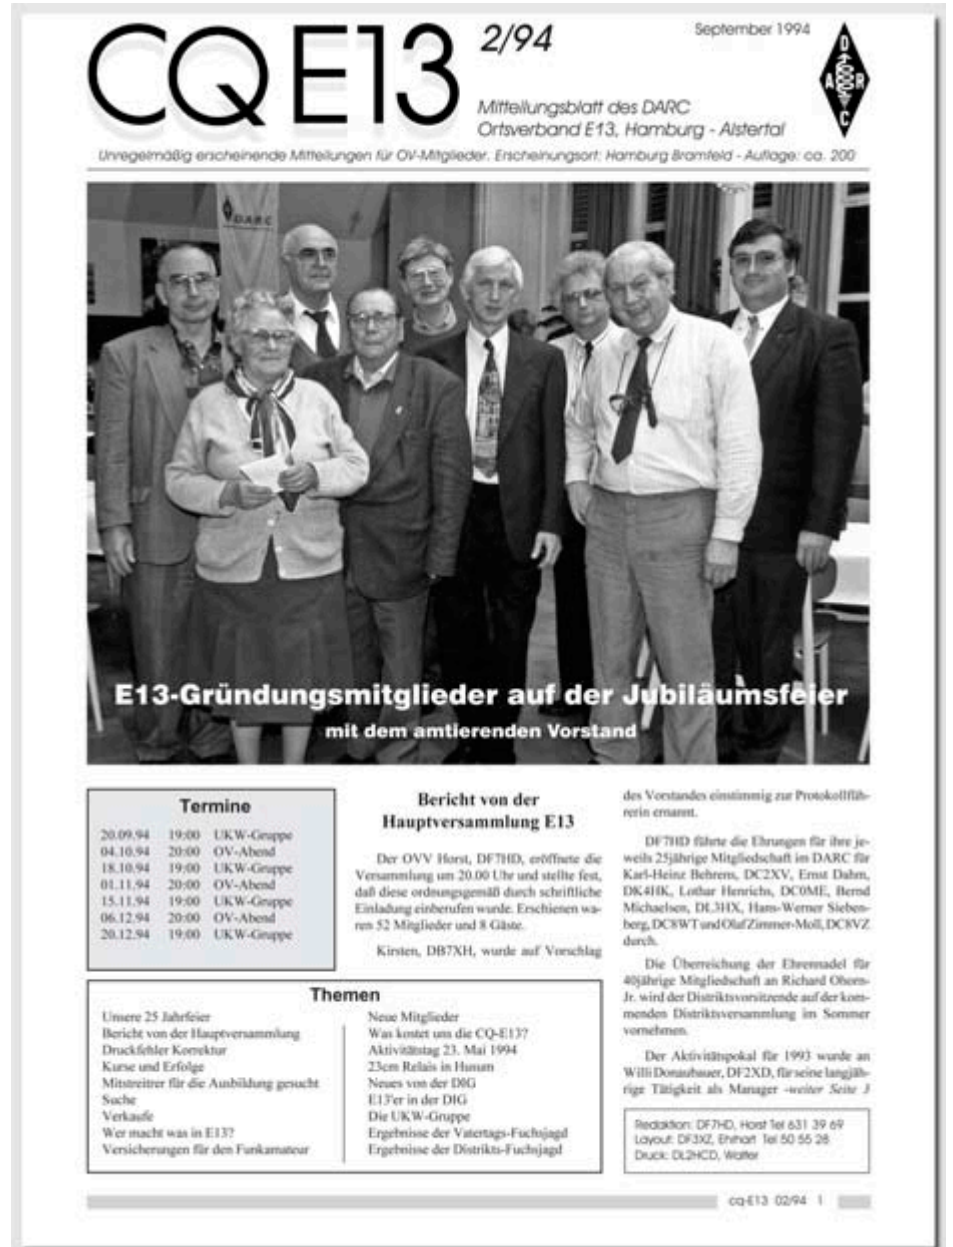 CQ E13
2/94
September 1994
D
A R
C
Mitteilungsblatt des DARC
Ortsverband E13, Hamburg - Alstertal
Unregelmäßig erscheinende Mitteilungen für OV-Mitglieder. Erscheinungsort: Hamburg Bramfeld - Auflage: ca. 200
DARC
E13-Gründungsmitglieder auf der Jubiläumsfeier
mit dem amtierenden Vorstand
Termine
20.09.94 19:00 UKW-Gruppe
04.10.94 20:00 OV-Abend
18.10.94 19:00 UKW-Gruppe
01.11.94 20:00 OV-Abend
15.11.94 19:00 UKW-Gruppe
06.12.94 20:00 OV-Abend
20.12.94 19:00 UKW-Gruppe
Bericht von der
Hauptversammlung E13
Der OVV Horst, DF7HD, eröffnete die
Versammlung um 20.00 Uhr und stellte fest,
daß diese ordnungsgemäß durch schriftliche
Einladung einberufen wurde. Erschienen wa-
ren 52 Mitglieder und 8 Gäste.
Kirsten, DB7XH, wurde auf Vorschlag
des Vorstandes einstimmig zur Protokollfüh-
rerin ernannt.
DF7HD führte die Ehrungen für ihre je-
weils 25jährige Mitgliedschaft im DARC für
Karl-Heinz Behrens, DC2XV, Ernst Dahm,
DK4HK, Lothar Henrichs, DC0ME, Bernd
Michaelsen, DL3HX, Hans-Werner Sieben-
berg, DC8WT und Olaf Zimmer-Moll, DC8VZ
durch.
Die Überreichung der Ehrennadel für
40jährige Mitgliedschaft an Richard Ohorn-
Jr. wird der Distriktsvorsitzende auf der kom-
menden Distriktsversammlung im Sommer
vornehmen.
Der Aktivitätspokal für 1993 wurde an
Willi Donaubauer, DF2XD, für seine langjäh-
rige Tätigkeit als Manager -weiter Seite 3
Themen
Unsere 25 Jahrfeier
Bericht von der Hauptversammlung
Druckfehler Korrektur
Kurse und Erfolge
Mitstreitrer für die Ausbildung gesucht
Suche
Verkaufe
Wer macht was in E13?
Versicherungen für den Funkamateur
Neue Mitglieder
Was kostet uns die CQ-E13?
Aktivitätstag 23. Mai 1994
23cm Relais in Husum
Neues von der DIG
E13'er in der DIG
Die UKW-Gruppe
Ergebnisse der Vatertags-Fuchsjagd
Ergebnisse der Distrikts-Fuchsjagd
Redaktion: DF7HD, Horst Tel 631 39 69
Layout: DF3XZ, Ehrhart Tel 50 55 28
Druck: DL2HCD, Walter
cq-E13 02/94 1